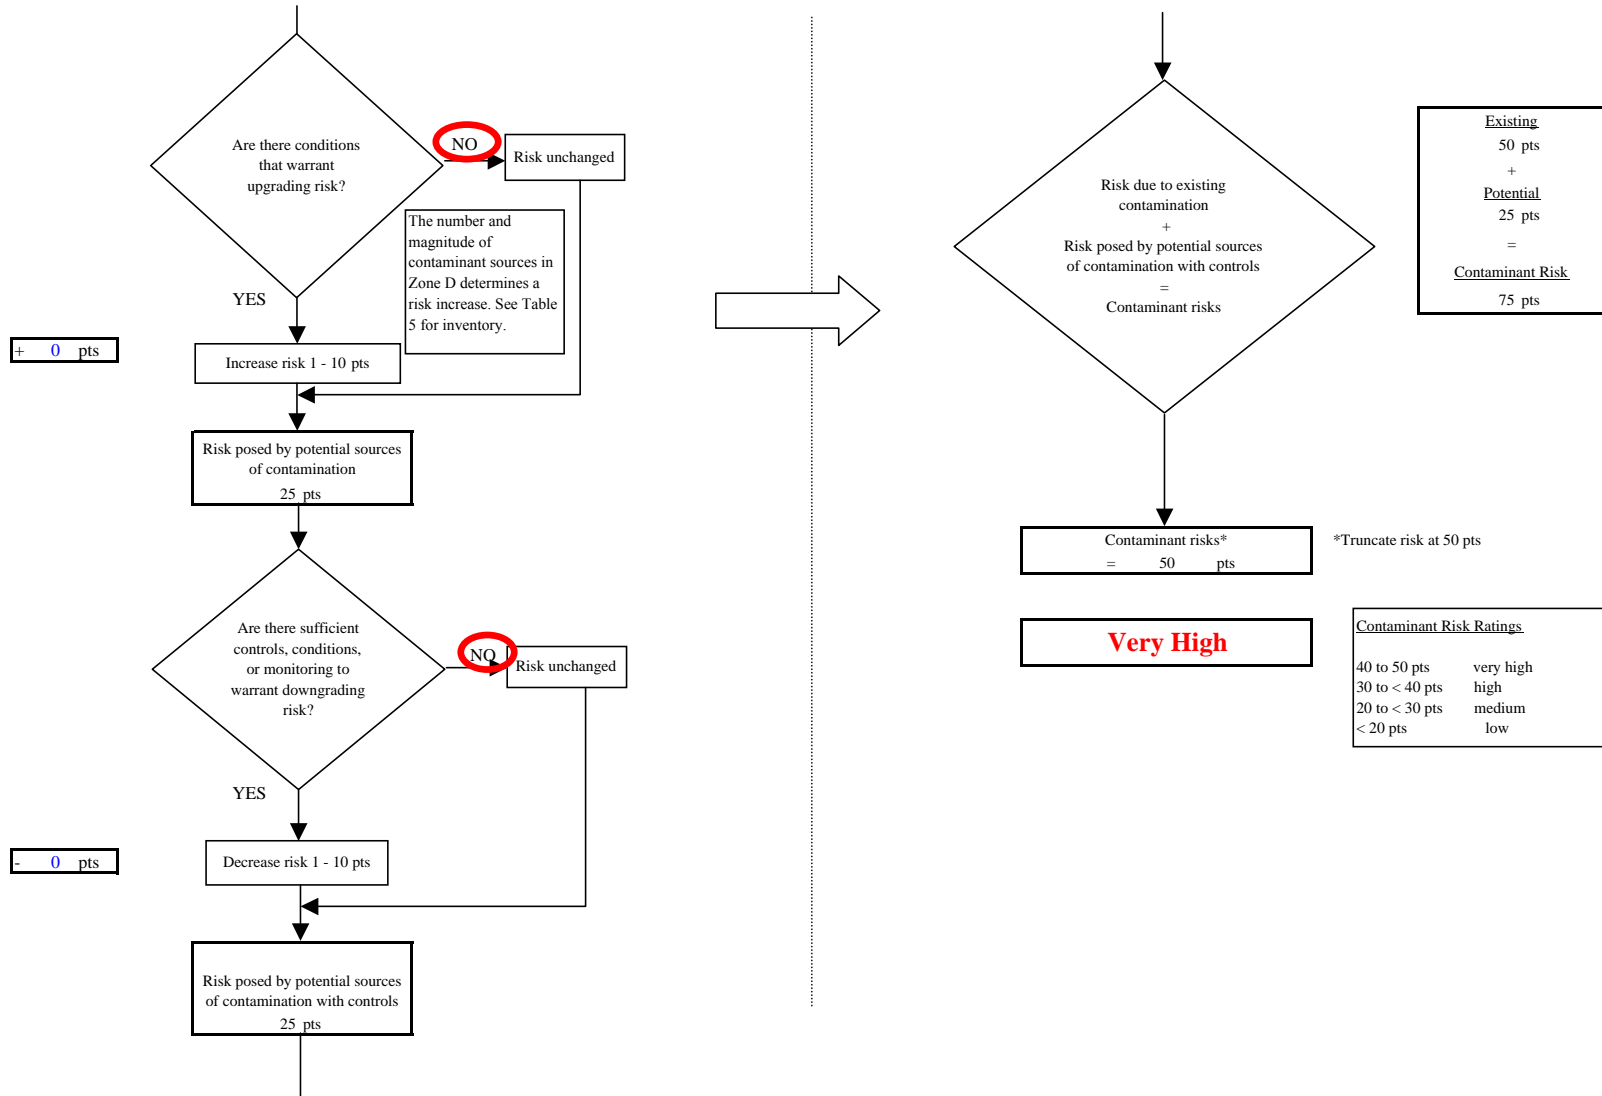 Are there conditions
that warrant
upgrading risk?
NO
Risk unchanged
The number and
magnitude of
contaminant sources in
Zone D determines a
risk increase. See Table
5 for inventory.
YES
+ 0 pts
Increase risk 1 - 10 pts
Risk posed by potential sources
of contamination
25 pts
Are there sufficient
controls, conditions,
or monitoring to
warrant downgrading
risk?
NO
Risk unchanged
YES
- 0 pts
Decrease risk 1 - 10 pts
Risk posed by potential sources
of contamination with controls
25 pts
Risk due to existing
contamination
+
Risk posed by potential sources
of contamination with controls
=
Contaminant risks
Existing
50 pts
+
Potential
25 pts
=
Contaminant Risk
75 pts
Contaminant risks*
= 50 pts
*Truncate risk at 50 pts
Very High
Contaminant Risk Ratings
40 to 50 pts very high
30 to < 40 pts high
20 to < 30 pts medium
< 20 pts low